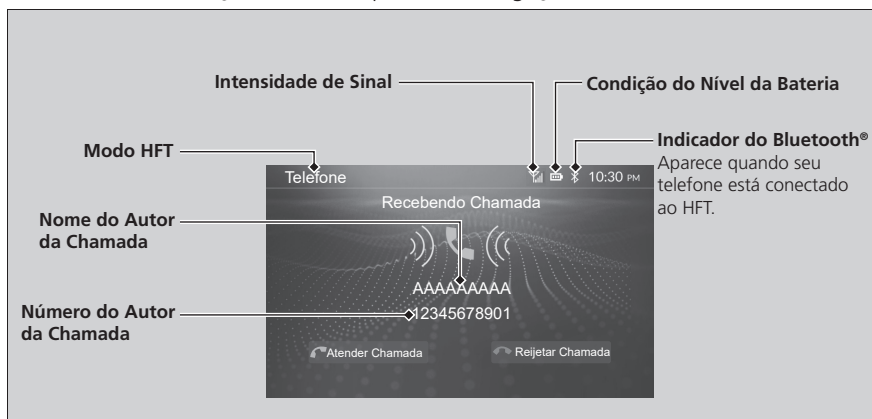 Intensidade de Sinal
Condição do Nível da Bateria
Modo HFT
Indicador do Bluetooth®
Aparece quando seu
telefone está conectado
ao HFT.
Telefone
10:30 PM
Recebendo Chamada
Nome do Autor
da Chamada
AAAAAAAAA
Número do Autor
da Chamada
12345678901
Atender Chamada
Reijetar Chamada